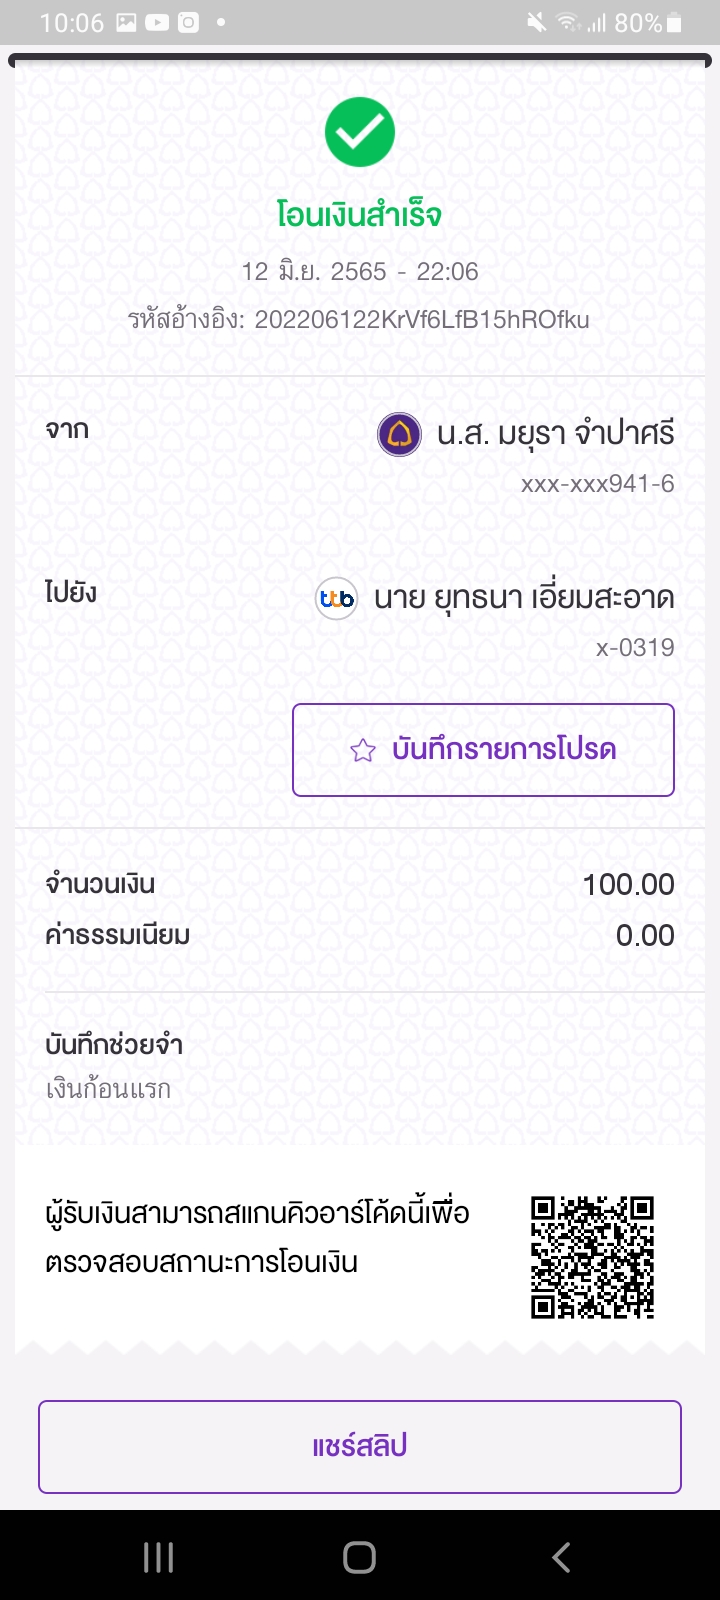 10:06
80%
โอนเงินสำเร็จ
12 มิ.ย. 2565 - 22:06
รหัสอ้างอิง: 202206122KrVf6LfB15hROfku
จาก
น.ส. มยุรา จำปาศรี
xxx-xxx941-6
ไปยัง
ttb
นาย ยุทธนา เอี่ยมสะอาด
x-0319
บันทึกรายการโปรด
จำนวนเงิน 100.00
ค่าธรรมเนียม 0.00
บันทึกช่วยจำ
เงินก้อนแรก
ผู้รับเงินสามารถสแกนคิวอาร์โค้ดนี้เพื่อ
ตรวจสอบสถานะการโอนเงิน
แชร์สลิป